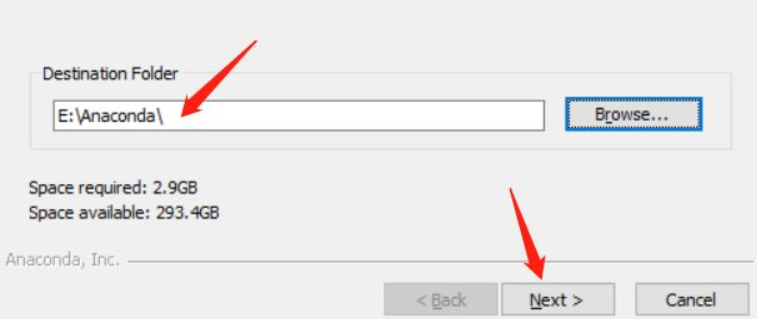 Destination Folder
E:\Anaconda\
Browse...
Space required: 2.9GB
Space available: 293.4GB
Anaconda, Inc.
< Back
Next >
Cancel